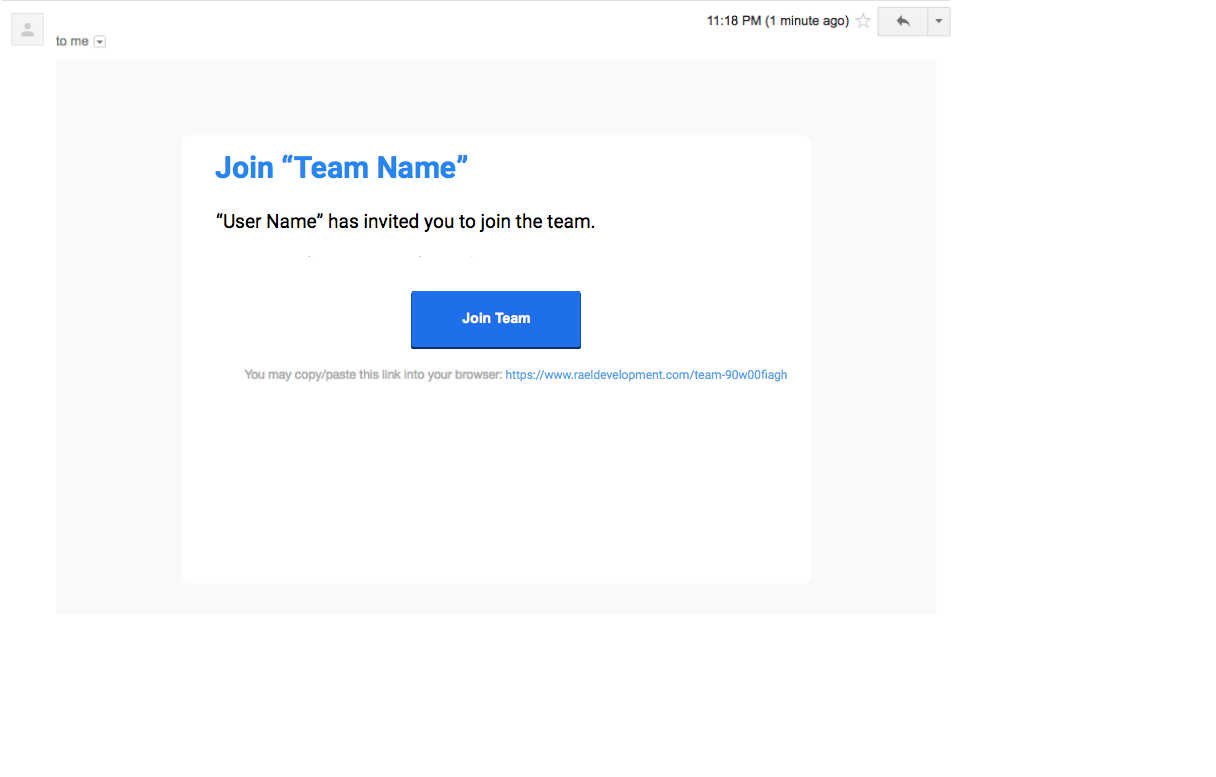 11:18 PM (1 minute ago)
to me
Join “Team Name”
“User Name” has invited you to join the team.
Join Team
You may copy/paste this link into your browser: https://www.raeldevelopment.com/team-90w00fiagh